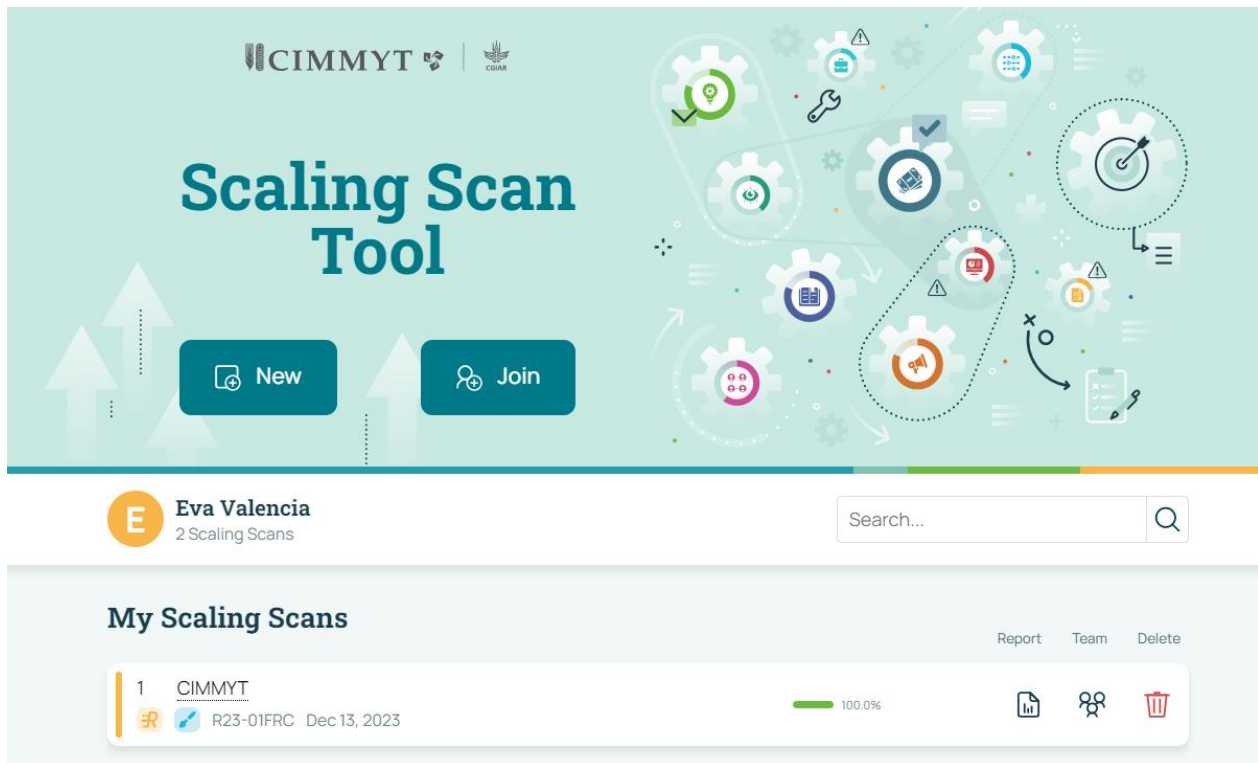 CIMMYT
CGIAR
Scaling Scan
Tool
New
Join
E
Eva Valencia
2 Scaling Scans
Search...
My Scaling Scans
Report Team Delete
1 CIMMYT
R R23-01FRC Dec 13, 2023
100.0%